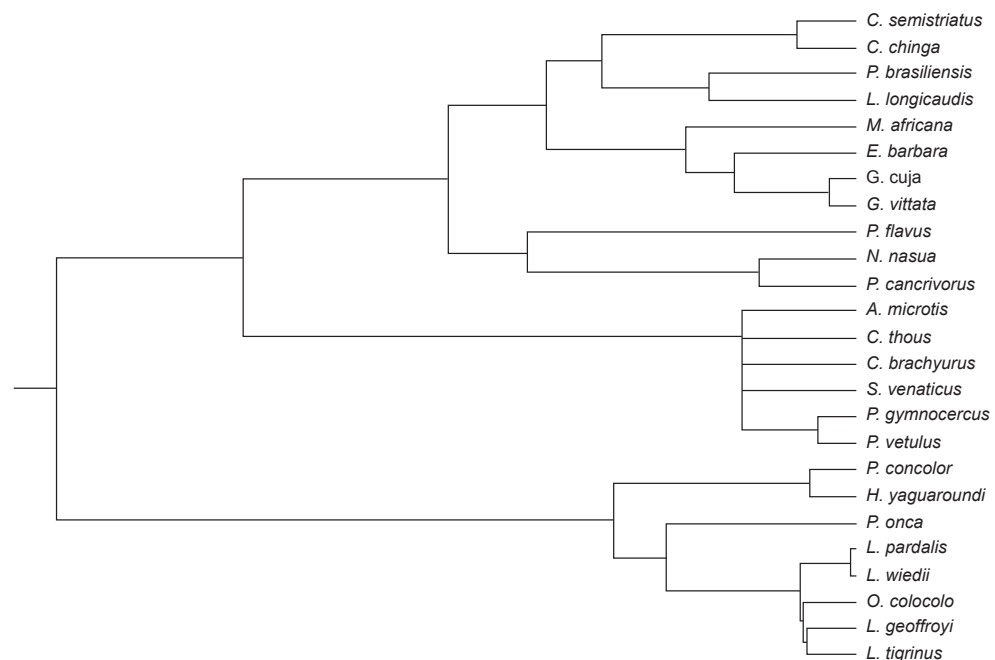 C. semistriatus
C. chinga
P. brasiliensis
L. longicaudis
M. africana
E. barbara
G. cuja
G. vittata
P. flavus
N. nasua
P. cancrivorus
A. microtis
C. thous
C. brachyurus
S. venaticus
P. gymnocercus
P. vetulus
P. concolor
H. yaguaroundi
P. onca
L. pardalis
L. wiedii
O. colocolo
L. geoffroyi
L. tigrinus